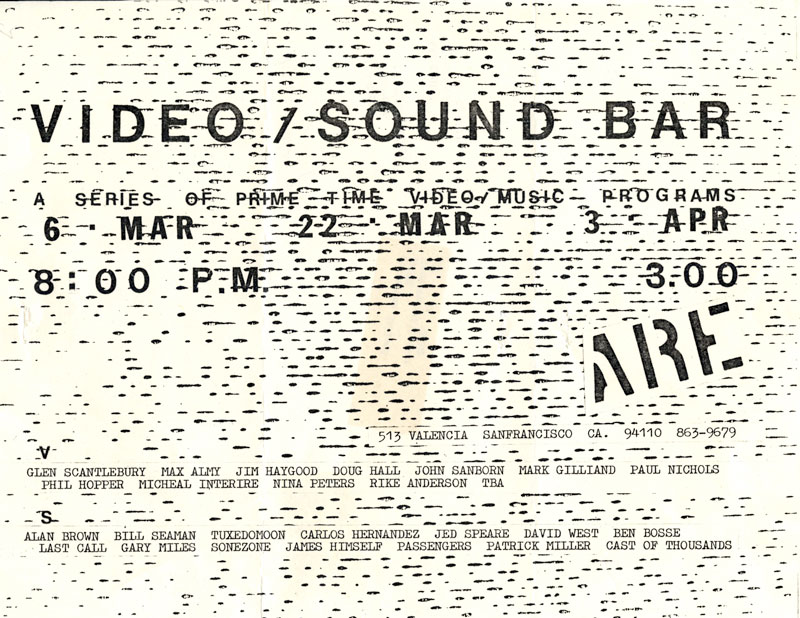 VIDEO / SOUND BAR
A SERIES OF PRIME TIME VIDEO/MUSIC PROGRAMS
6 · MAR 22 · MAR 3 · APR
8:00 P.M. 3.00
ARE
513 VALENCIA SANFRANCISCO CA. 94110 863-9679
V
GLEN SCANTLEBURY MAX ALMY JIM HAYGOOD DOUG HALL JOHN SANBORN MARK GILLIAND PAUL NICHOLS
PHIL HOPPER MICHEAL INTERIRE NINA PETERS RIKE ANDERSON TBA
S
ALAN BROWN BILL SEAMAN TUXEDOMOON CARLOS HERNANDEZ JED SPEARE DAVID WEST BEN BOSSE
LAST CALL GARY MILES SONEZONE JAMES HIMSELF PASSENGERS PATRICK MILLER CAST OF THOUSANDS